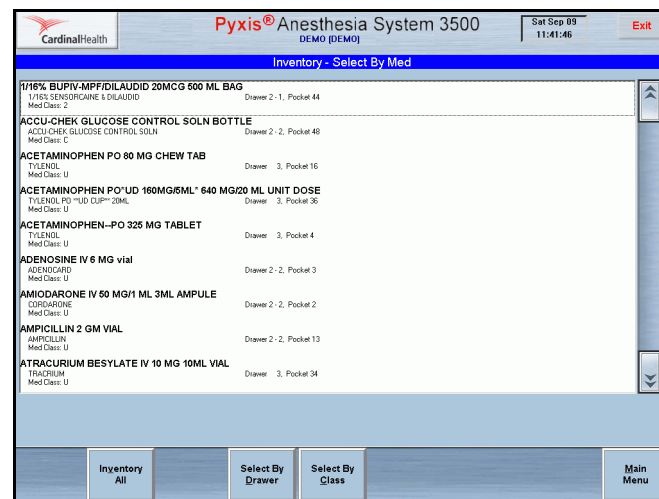 CardinalHealth
Pyxis® Anesthesia System 3500
DEMO [DEMO]
Sat Sep 09
11:41:46
Exit
Inventory - Select By Med
1/16% BUPIV-MPF/DILAUDID 20MCG 500 ML BAG
1/16% SENSORCAINE & DILAUDID Drawer 2 - 1, Pocket 44
Med Class: 2
ACCU-CHEK GLUCOSE CONTROL SOLN BOTTLE
ACCU-CHEK GLUCOSE CONTROL SOLN Drawer 2 - 2, Pocket 48
Med Class: C
ACETAMINOPHEN PO 80 MG CHEW TAB
TYLENOL Drawer 3, Pocket 16
Med Class: U
ACETAMINOPHEN PO*UD 160MG/5ML* 640 MG/20 ML UNIT DOSE
TYLENOL PO **UD CUP** 20ML Drawer 3, Pocket 36
Med Class: U
ACETAMINOPHEN--PO 325 MG TABLET
TYLENOL Drawer 3, Pocket 4
Med Class: U
ADENOSINE IV 6 MG vial
ADENOCARD Drawer 2 - 2, Pocket 3
Med Class: U
AMIODARONE IV 50 MG/1 ML 3ML AMPULE
CORDARONE Drawer 2 - 2, Pocket 2
Med Class: U
AMPICILLIN 2 GM VIAL
AMPICILLIN Drawer 2 - 2, Pocket 13
Med Class: U
ATRACURIUM BESYLATE IV 10 MG 10ML VIAL
TRACRIUM Drawer 3, Pocket 34
Med Class: U
Inventory
All
Select By
Drawer
Select By
Class
Main
Menu